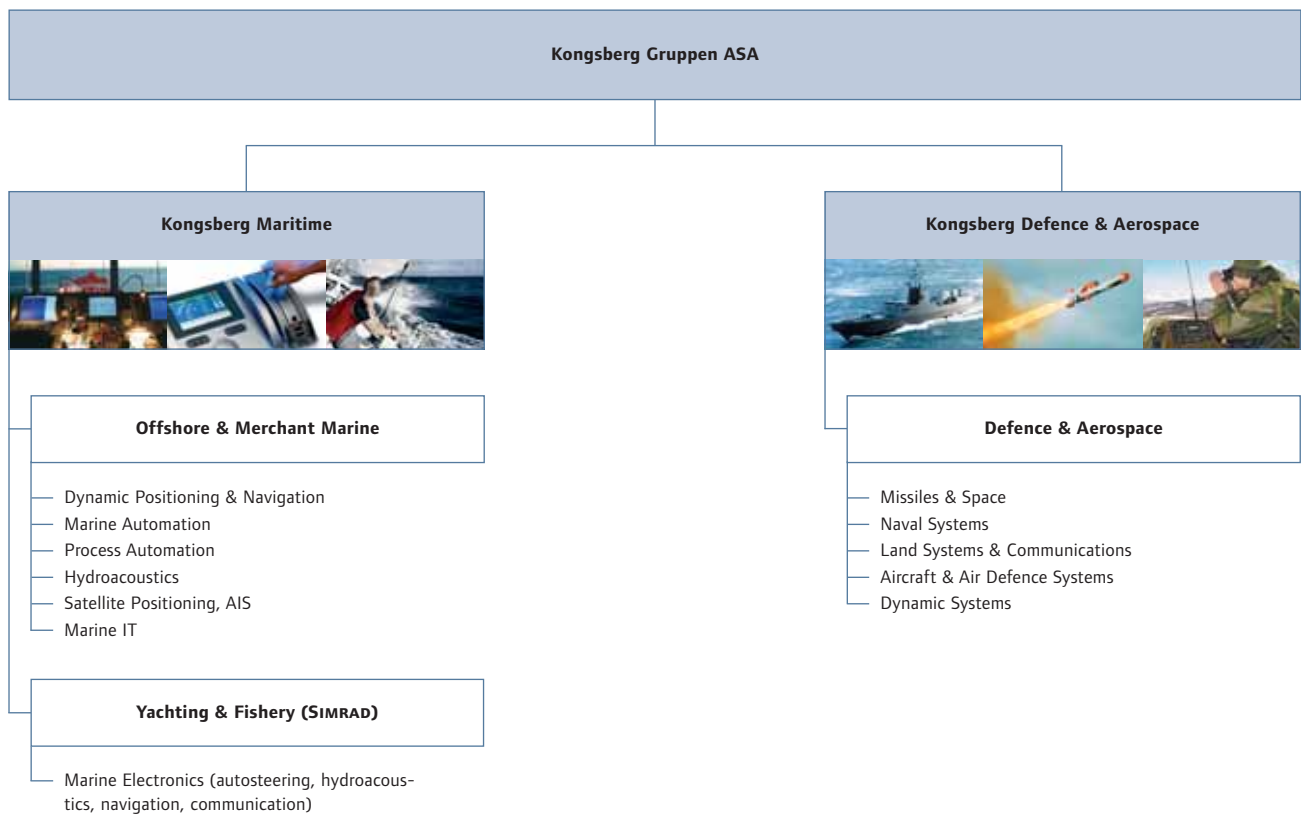 Kongsberg Gruppen ASA
Kongsberg Maritime
Offshore & Merchant Marine
Dynamic Positioning & Navigation
Marine Automation
Process Automation
Hydroacoustics
Satellite Positioning, AIS
Marine IT
Yachting & Fishery (SIMRAD)
Marine Electronics (autosteering, hydroacous-
tics, navigation, communication)
Kongsberg Defence & Aerospace
Defence & Aerospace
Missiles & Space
Naval Systems
Land Systems & Communications
Aircraft & Air Defence Systems
Dynamic Systems